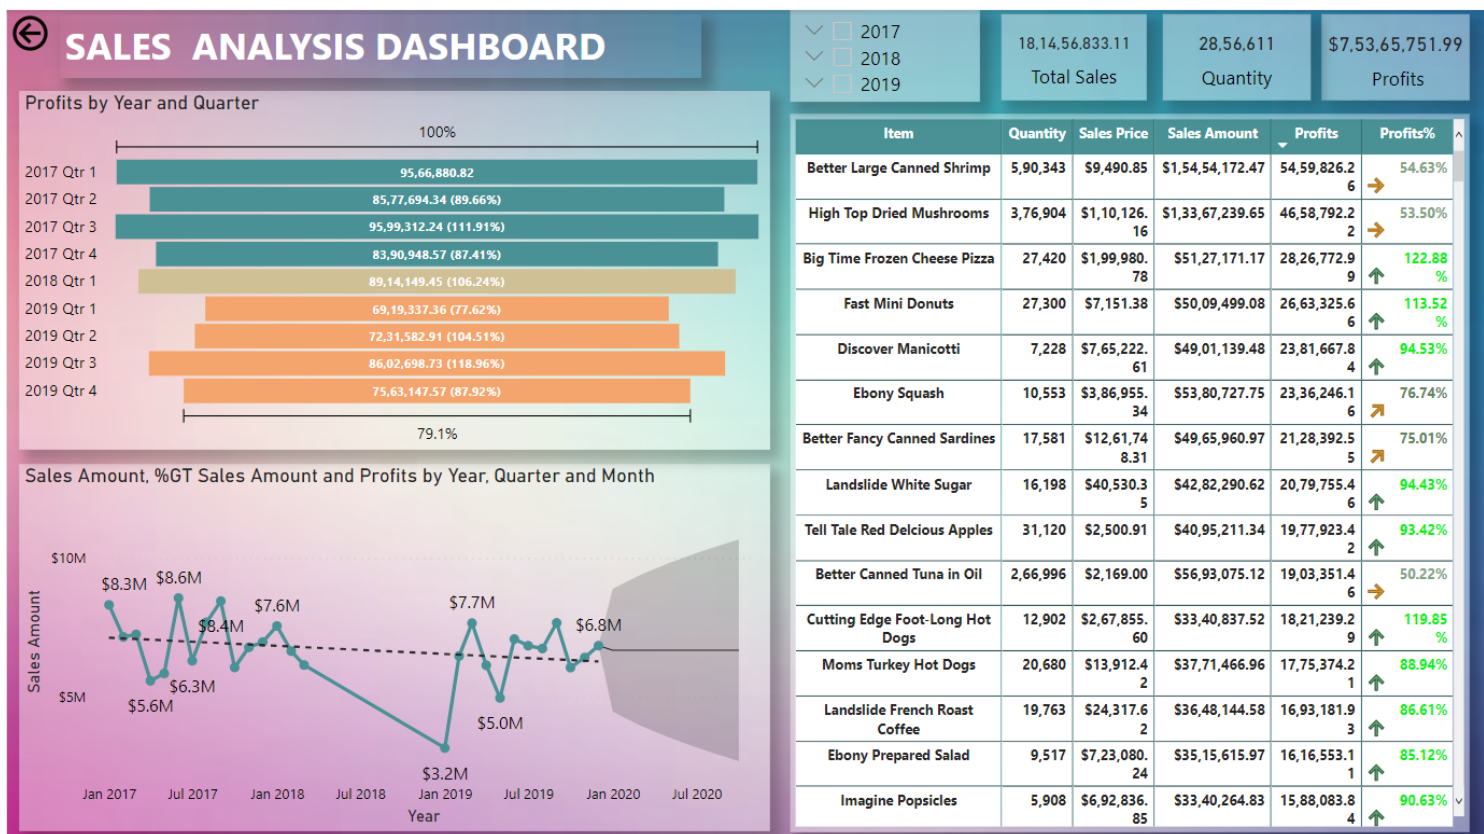 SALES ANALYSIS DASHBOARD
2017
2018
2019
18,14,56,833.11
Total Sales
28,56,611
Quantity
$7,53,65,751.99
Profits
Profits by Year and Quarter
100%
2017 Qtr 1 95,66,880.82
2017 Qtr 2 85,77,694.34 (89.66%)
2017 Qtr 3 95,99,312.24 (111.91%)
2017 Qtr 4 83,90,948.57 (87.41%)
2018 Qtr 1 89,14,149.45 (106.24%)
2019 Qtr 1 69,19,337.36 (77.62%)
2019 Qtr 2 72,31,582.91 (104.51%)
2019 Qtr 3 86,02,698.73 (118.96%)
2019 Qtr 4 75,63,147.57 (87.92%)
79.1%
Sales Amount, %GT Sales Amount and Profits by Year, Quarter and Month
Sales Amount
$10M
$5M
$8.3M
$8.6M
$8.4M
$7.6M
$6.3M
$5.6M
$7.7M
$6.8M
$5.0M
$3.2M
Jan 2017 Jul 2017 Jan 2018 Jul 2018 Jan 2019 Jul 2019 Jan 2020 Jul 2020
Year
Item Quantity Sales Price Sales Amount Profits Profits%
Better Large Canned Shrimp 5,90,343 $9,490.85 $1,54,54,172.47 54,59,826.2 54.63%
6
High Top Dried Mushrooms 3,76,904 $1,10,126. $1,33,67,239.65 46,58,792.2 53.50%
16 2
Big Time Frozen Cheese Pizza 27,420 $1,99,980. $51,27,171.17 28,26,772.9 122.88
78 9 %
Fast Mini Donuts 27,300 $7,151.38 $50,09,499.08 26,63,325.6 113.52
6 %
Discover Manicotti 7,228 $7,65,222. $49,01,139.48 23,81,667.8 94.53%
61 4
Ebony Squash 10,553 $3,86,955. $53,80,727.75 23,36,246.1 76.74%
34 6
Better Fancy Canned Sardines 17,581 $12,61,74 $49,65,960.97 21,28,392.5 75.01%
8.31 5
Landslide White Sugar 16,198 $40,530.3 $42,82,290.62 20,79,755.4 94.43%
5 6
Tell Tale Red Delcious Apples 31,120 $2,500.91 $40,95,211.34 19,77,923.4 93.42%
2
Better Canned Tuna in Oil 2,66,996 $2,169.00 $56,93,075.12 19,03,351.4 50.22%
6
Cutting Edge Foot-Long Hot 12,902 $2,67,855. $33,40,837.52 18,21,239.2 119.85
Dogs 60 9 %
Moms Turkey Hot Dogs 20,680 $13,912.4 $37,71,466.96 17,75,374.2 88.94%
2 1
Landslide French Roast 19,763 $24,317.6 $36,48,144.58 16,93,181.9 86.61%
Coffee 2 3
Ebony Prepared Salad 9,517 $7,23,080. $35,15,615.97 16,16,553.1 85.12%
24 1
Imagine Popsicles 5,908 $6,92,836. $33,40,264.83 15,88,083.8 90.63%
85 4